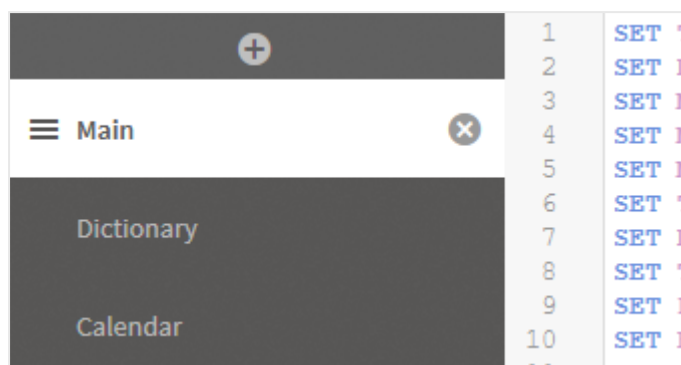 Main
Dictionary
Calendar
1 SET
2 SET
3 SET
4 SET
5 SET
6 SET
7 SET
8 SET
9 SET
10 SET